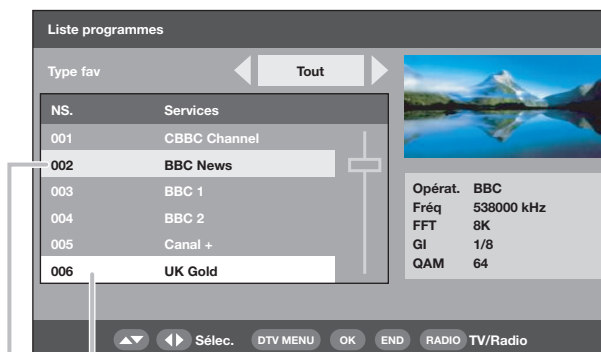 Liste programmes
Type fav Tout
NS. Services
001 CBBC Channel
002 BBC News
003 BBC 1
004 BBC 2
005 Canal +
006 UK Gold
Opérat. BBC
Fréq 538000 kHz
FFT 8K
GI 1/8
QAM 64
Sélec. DTV MENU OK END RADIO TV/Radio